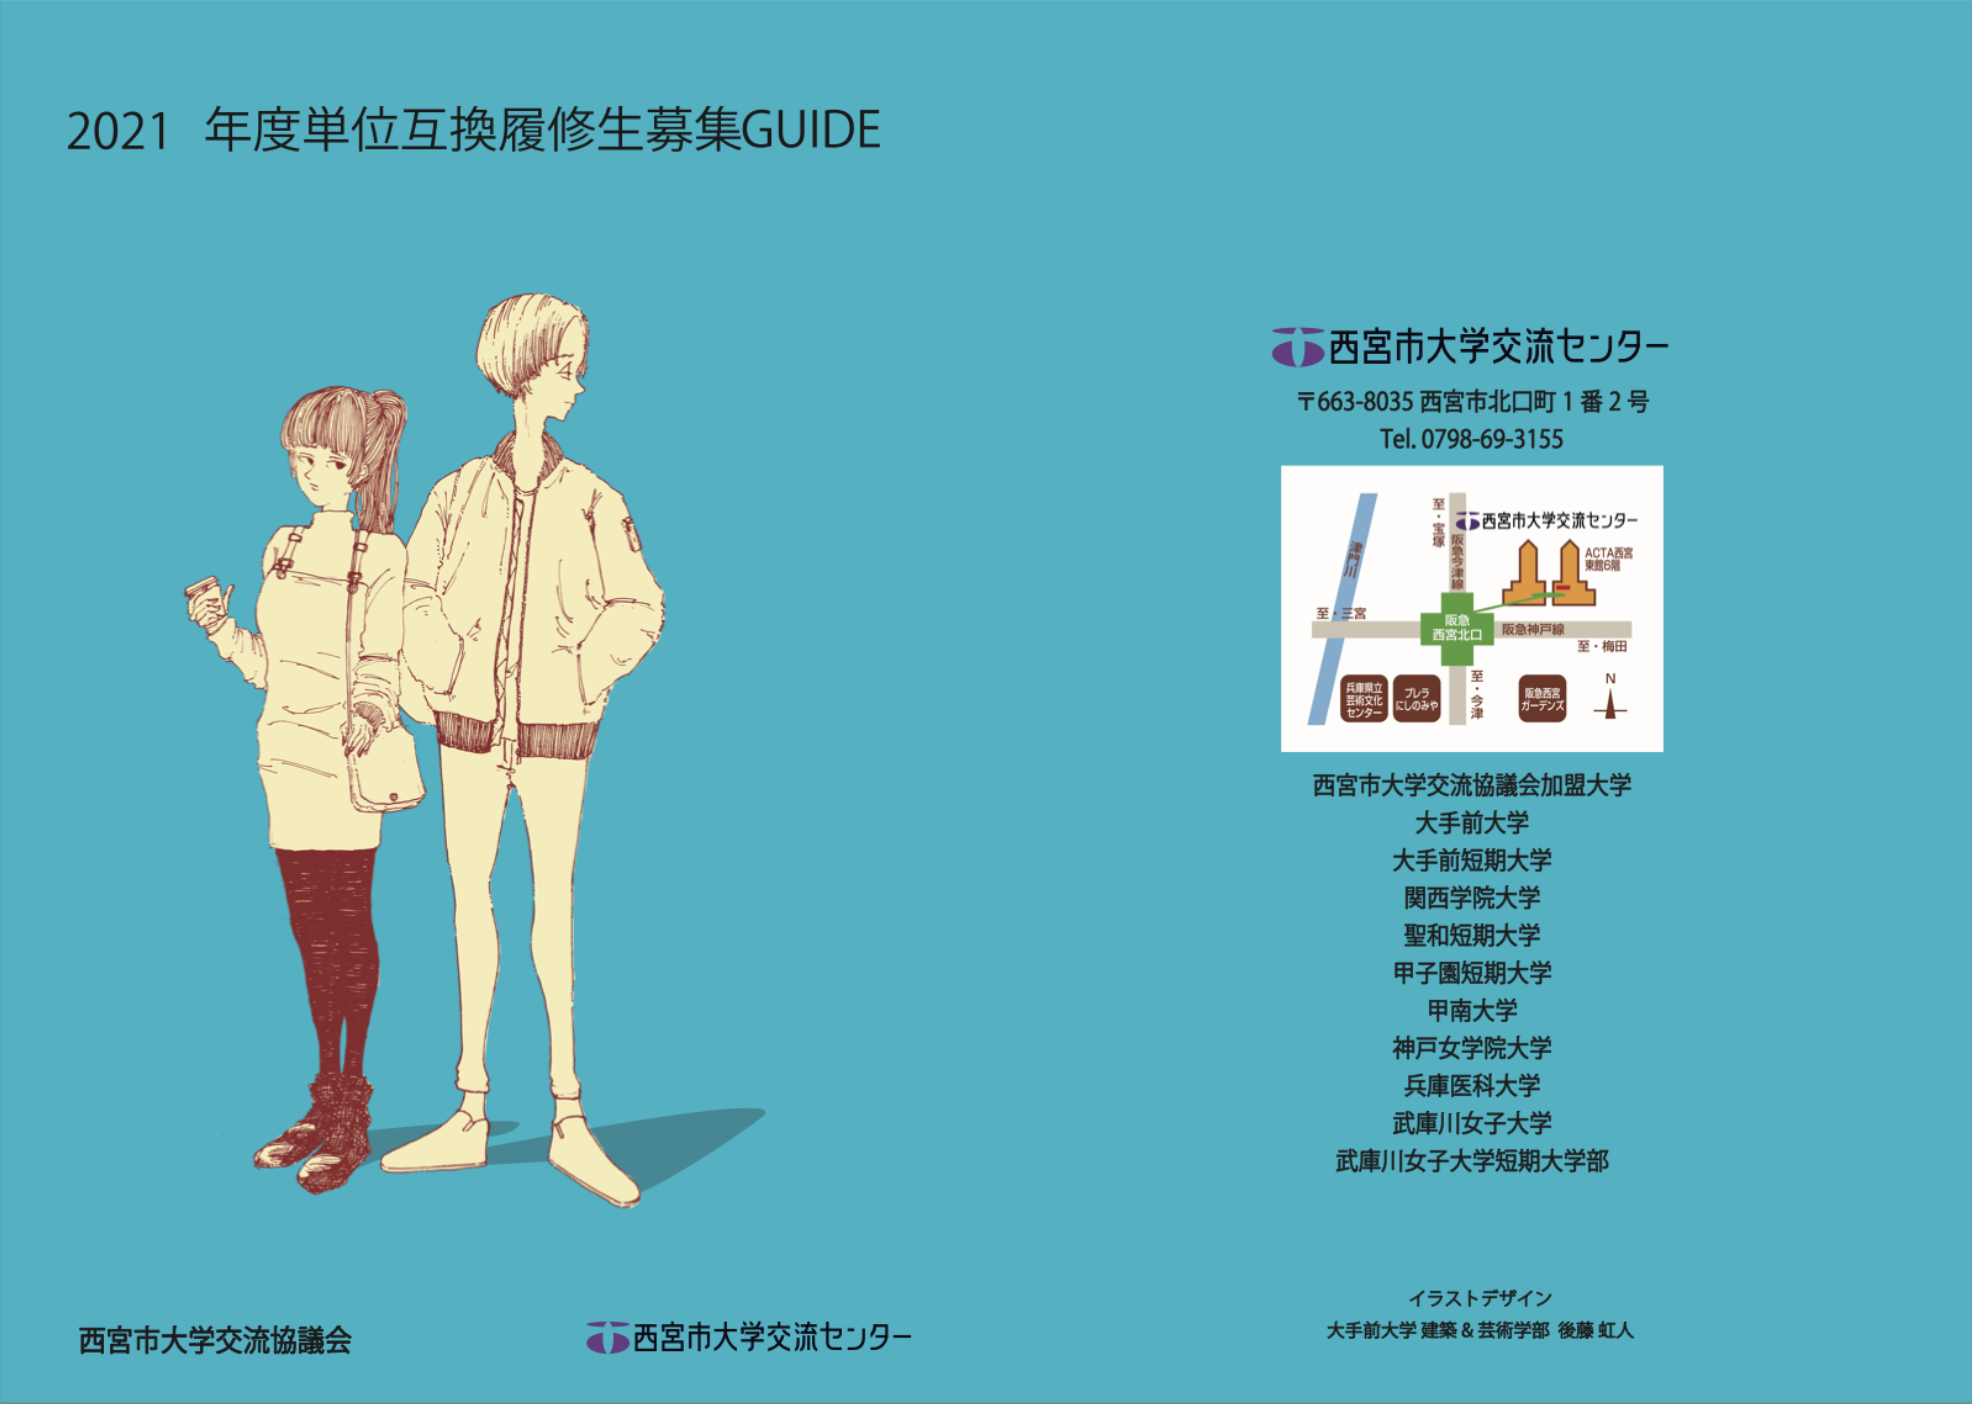 2021 年度単位互換履修生募集GUIDE
西宮市大学交流協議会
西宮市大学交流センター
西宮市大学交流センター
〒663-8035 西宮市北口町 1 番 2 号
Tel. 0798-69-3155
至・宝塚
西宮市大学交流センター
津門川
阪急今津線
ACTA西宮
東館6階
至・三宮
阪急
西宮北口
阪急神戸線
至・梅田
兵庫県立
芸術文化
センター
プレラ
にしのみや
至・今津
阪急西宮
ガーデンズ
N
西宮市大学交流協議会加盟大学
大手前大学
大手前短期大学
関西学院大学
聖和短期大学
甲子園短期大学
甲南大学
神戸女学院大学
兵庫医科大学
武庫川女子大学
武庫川女子大学短期大学部
イラストデザイン
大手前大学 建築 & 芸術学部 後藤 虹人